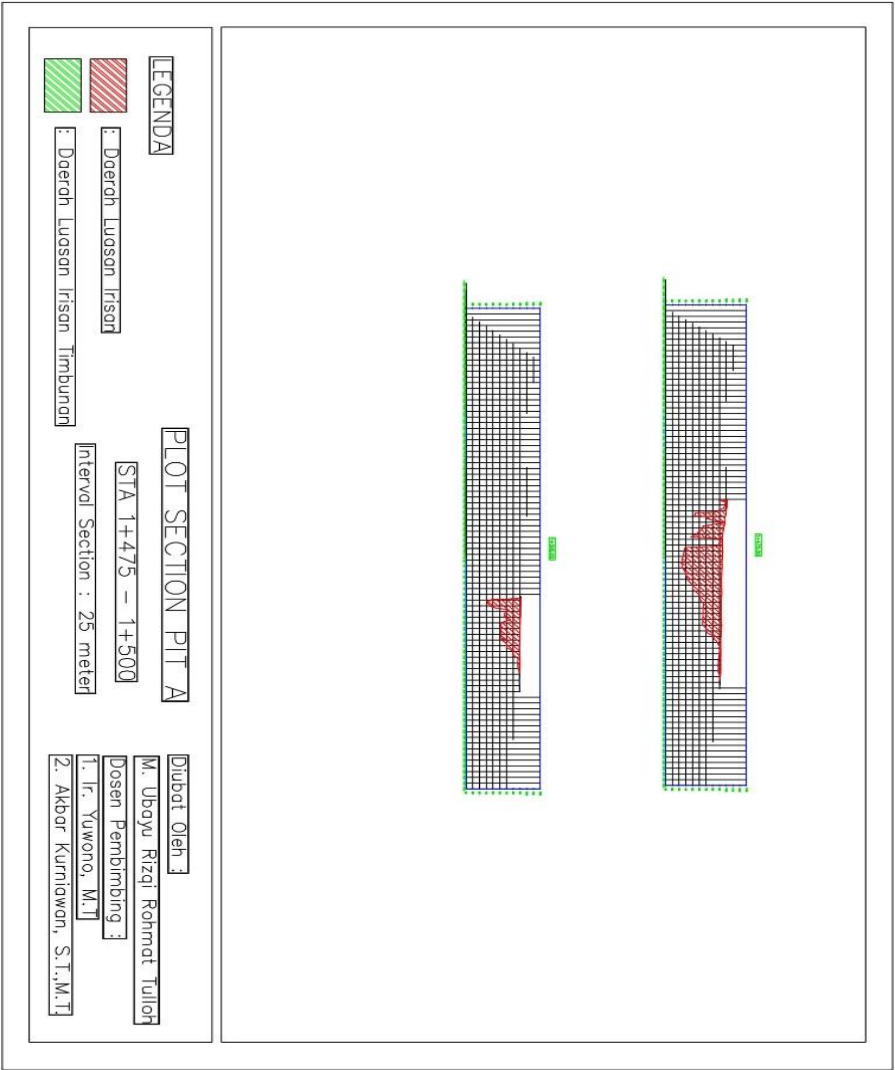 LEGENDA
: Daerah Luasan Irisan
: Daerah Luasan Irisan Timbunan
PLOT SECTION PIT A
STA 1+475 – 1+500
Interval Section : 25 meter
Diubat Oleh :
M. Ubayu Rizqi Rohmat Tulloh
Dosen Pembimbing :
1. Ir. Yuwono, M.T
2. Akbar Kurniawan, S.T.,M.T.